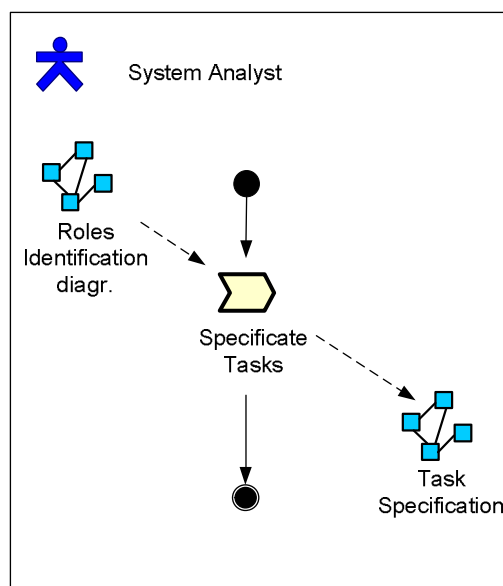 System Analyst
Roles
Identification
diagr.
Specificate
Tasks
Task
Specification